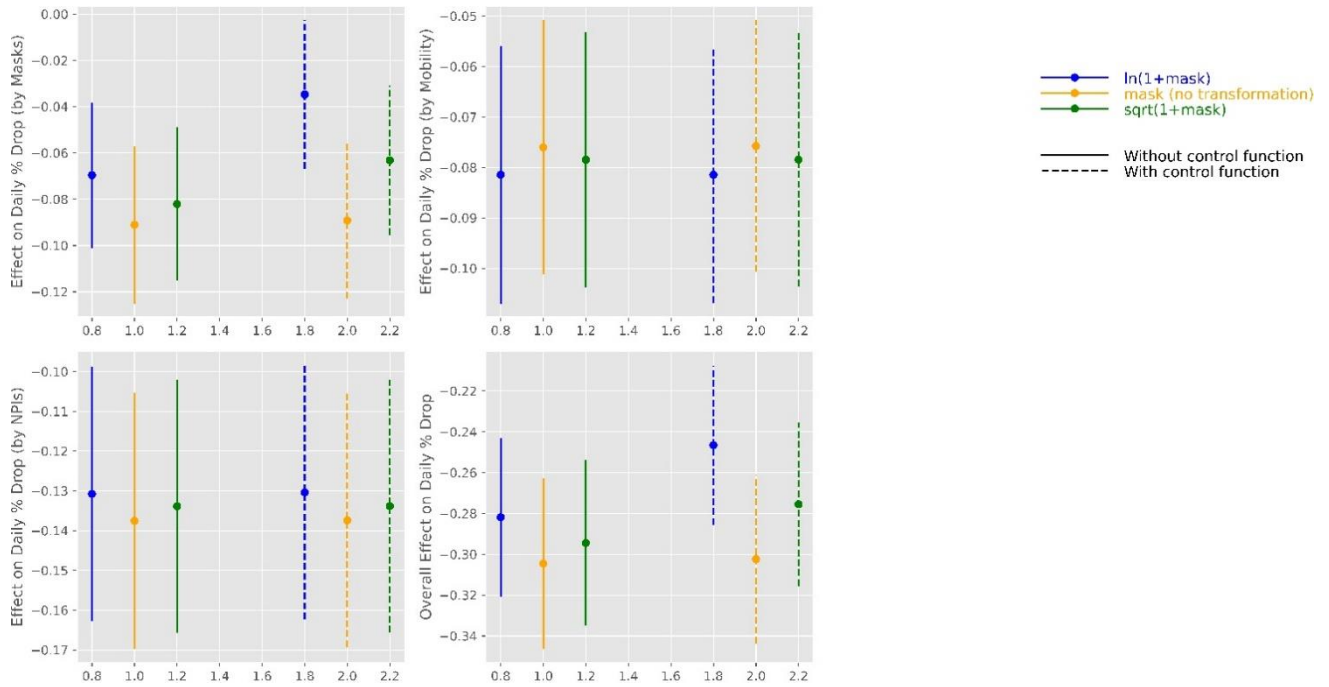 Effect on Daily % Drop (by Masks)
0.00
−0.02
−0.04
−0.06
−0.08
−0.10
−0.12
0.8 1.0 1.2 1.4 1.6 1.8 2.0 2.2
Effect on Daily % Drop (by Mobility)
−0.05
−0.06
−0.07
−0.08
−0.09
−0.10
0.8 1.0 1.2 1.4 1.6 1.8 2.0 2.2
ln(1+mask)
mask (no transformation)
sqrt(1+mask)
Without control function
With control function
Effect on Daily % Drop (by NPIs)
−0.10
−0.11
−0.12
−0.13
−0.14
−0.15
−0.16
−0.17
0.8 1.0 1.2 1.4 1.6 1.8 2.0 2.2
Overall Effect on Daily % Drop
−0.22
−0.24
−0.26
−0.28
−0.30
−0.32
−0.34
0.8 1.0 1.2 1.4 1.6 1.8 2.0 2.2